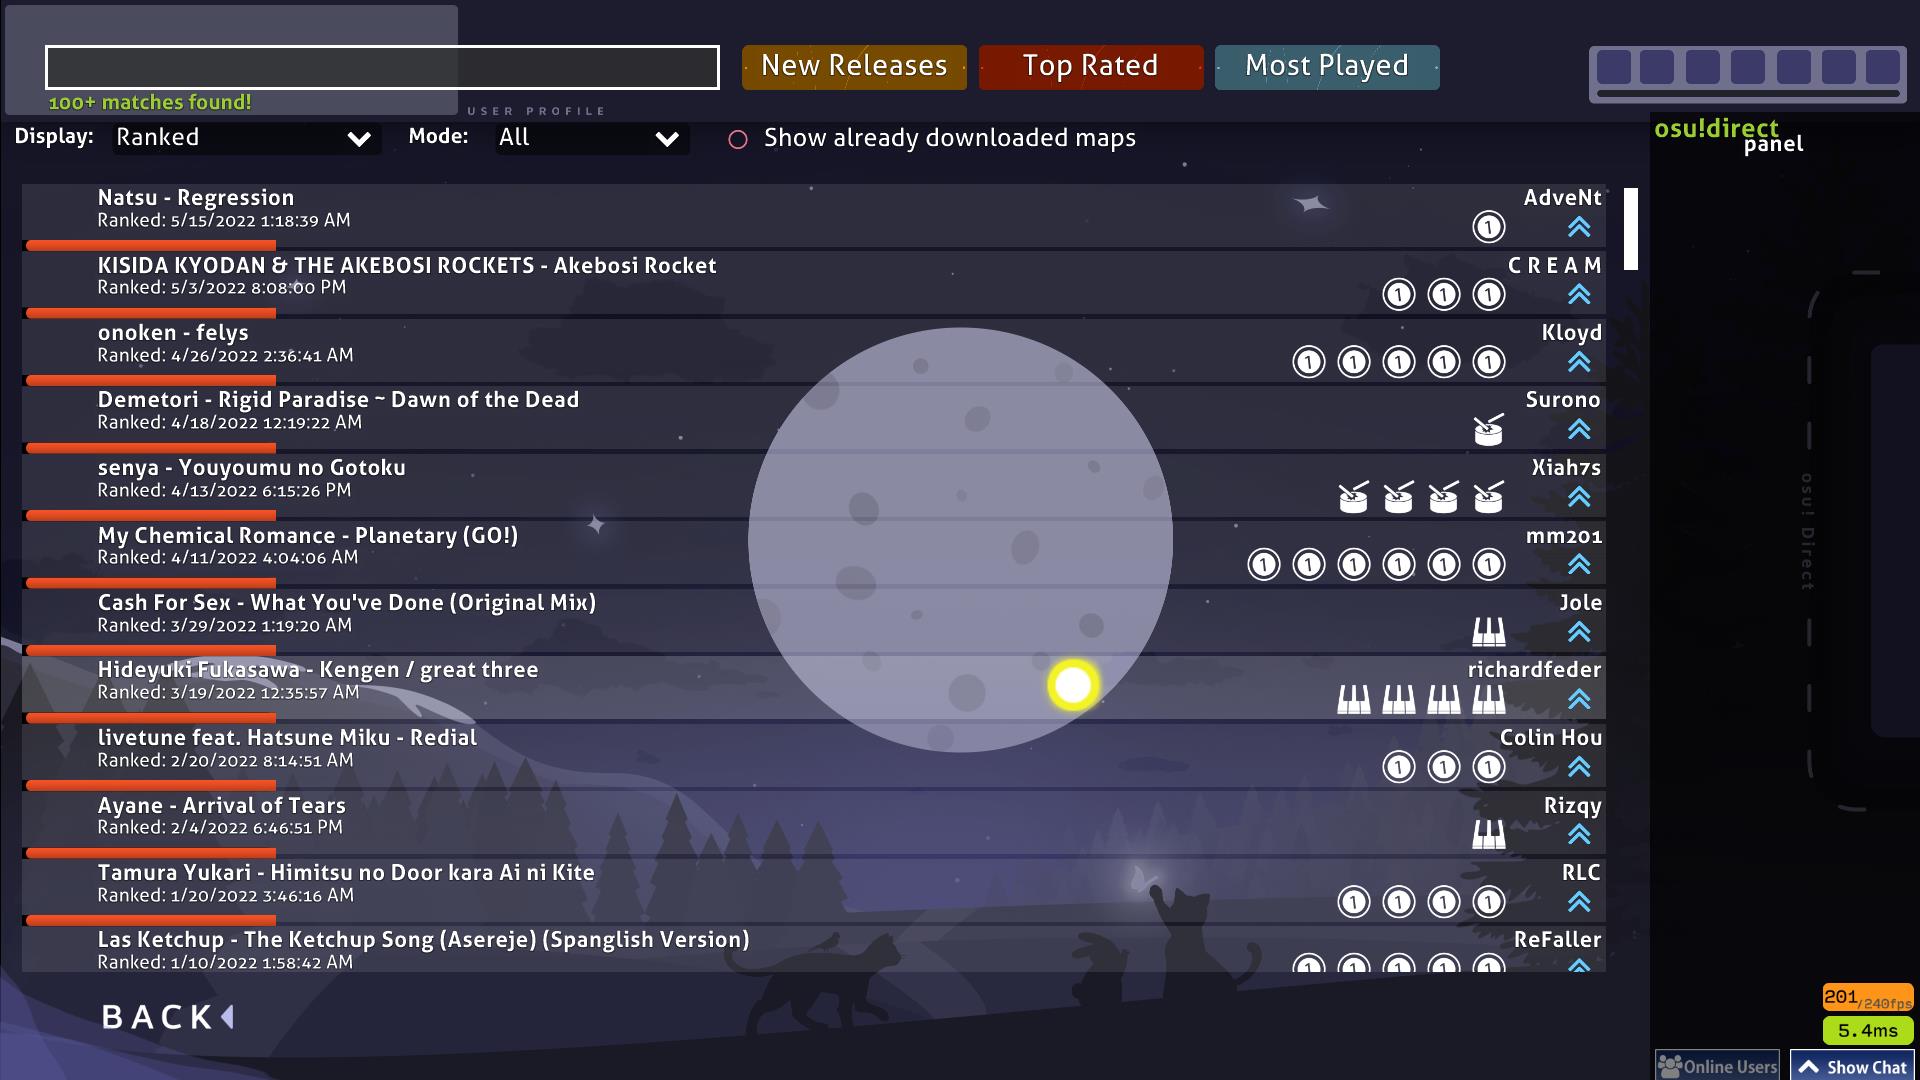 New Releases
Top Rated
Most Played
100+ matches found!
USER PROFILE
Display: Ranked
Mode: All
Show already downloaded maps
osu!direct
panel
Natsu - Regression
AdveNt
Ranked: 5/15/2022 1:18:39 AM
KISIDA KYODAN & THE AKEBOSI ROCKETS - Akebosi Rocket
C R E A M
Ranked: 5/3/2022 8:08:00 PM
onoken - felys
Kloyd
Ranked: 4/26/2022 2:36:41 AM
Demetori - Rigid Paradise ~ Dawn of the Dead
Surono
Ranked: 4/18/2022 12:19:22 AM
senya - Youyoumu no Gotoku
Xiah7s
Ranked: 4/13/2022 6:15:26 PM
My Chemical Romance - Planetary (GO!)
mm201
Ranked: 4/11/2022 4:04:06 AM
Cash For Sex - What You've Done (Original Mix)
Jole
Ranked: 3/29/2022 1:19:20 AM
Hideyuki Fukasawa - Kengen / great three
richardfeder
Ranked: 3/19/2022 12:35:57 AM
livetune feat. Hatsune Miku - Redial
Colin Hou
Ranked: 2/20/2022 8:14:51 AM
Ayane - Arrival of Tears
Rizqy
Ranked: 2/4/2022 6:46:51 PM
Tamura Yukari - Himitsu no Door kara Ai ni Kite
RLC
Ranked: 1/20/2022 3:46:16 AM
Las Ketchup - The Ketchup Song (Asereje) (Spanglish Version)
ReFaller
Ranked: 1/10/2022 1:58:42 AM
osu! Direct
BACK
201/240fps
5.4ms
Online Users
Show Chat